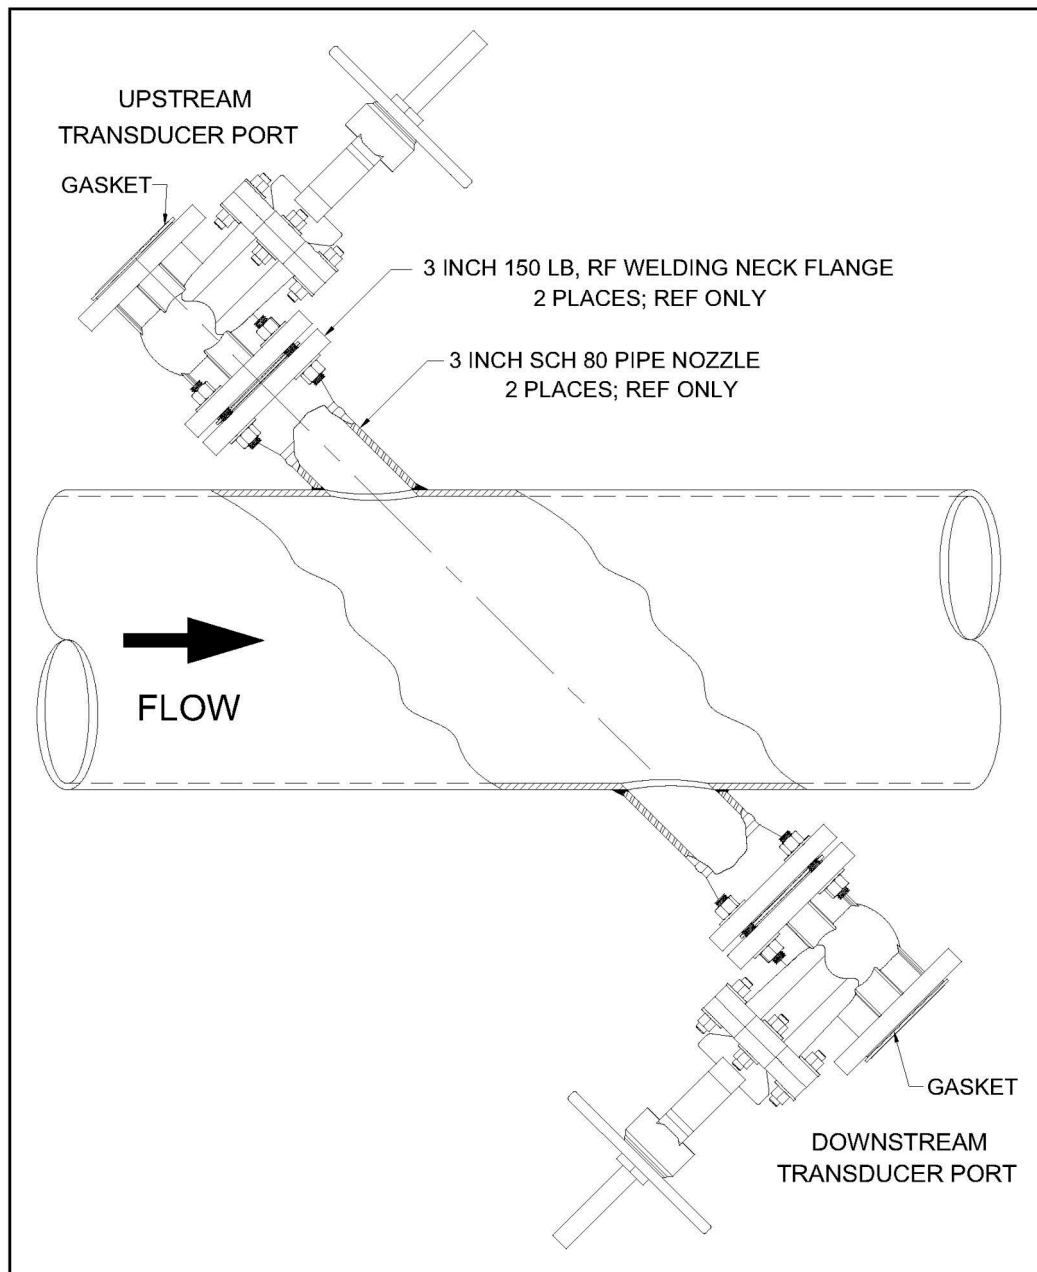 UPSTREAM
TRANSDUCER PORT
GASKET
3 INCH 150 LB, RF WELDING NECK FLANGE
2 PLACES; REF ONLY
3 INCH SCH 80 PIPE NOZZLE
2 PLACES; REF ONLY
FLOW
GASKET
DOWNSTREAM
TRANSDUCER PORT